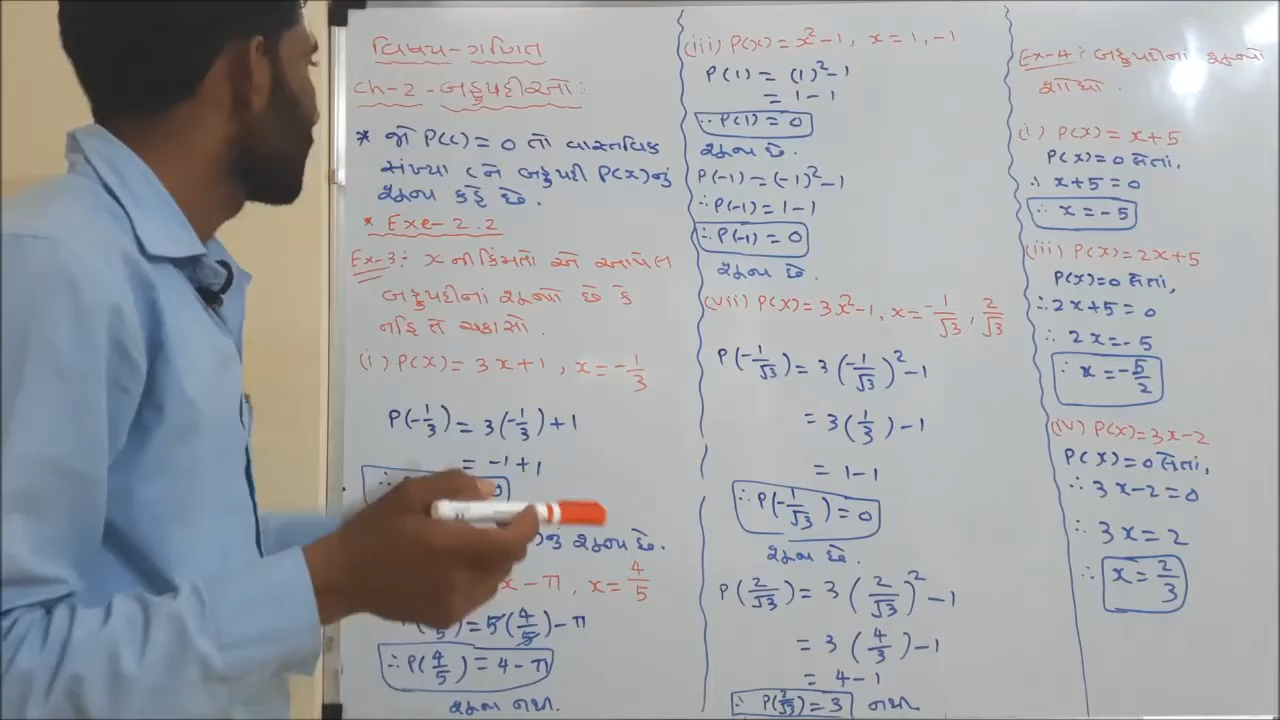 વિષય-ગણિત
Ch-2-બહુપદીઓ:
* જો P(c)=0 તો વાસ્તવિક
સંખ્યા c ને બહુપદી P(x)નું
શૂન્ય કહે છે.
* Exe-2.2
Ex-3: x ની કિંમતો એ આપેલ
બહુપદીનાં શૂન્યો છે કે
નહિ તે ચકાસો.
(i) P(x)=3x+1, x=-1/3
P(-1/3)=3(-1/3)+1
= -1+1
∴ 0
નું શૂન્ય છે.
x-π, x=4/5
5)=5(4/5)-π
∴P(4/5)=4-π
શૂન્ય નથી.
(iii) P(x)=x²-1, x=1,-1
P(1)=(1)²-1
=1-1
∴P(1)=0
શૂન્ય છે.
P(-1)=(-1)²-1
∴P(-1)=1-1
∴P(-1)=0
શૂન્ય છે.
(vii) P(x)=3x²-1, x=-1/√3, 2/√3
P(-1/√3)=3(-1/√3)²-1
=3(1/3)-1
=1-1
∴P(-1/√3)=0
શૂન્ય છે.
P(2/√3)=3(2/√3)²-1
=3(4/3)-1
=4-1
∴P(2/√3)=3 નથી.
Ex-4: બહુપદીનાં શૂન્યો
શોધો.
(i) P(x)=x+5
P(x)=0 લેતાં,
∴x+5=0
∴x=-5
(iii) P(x)=2x+5
P(x)=0 લેતાં,
∴2x+5=0
∴2x=-5
∴x=-5/2
(iv) P(x)=3x-2
P(x)=0 લેતાં,
∴3x-2=0
∴3x=2
∴x=2/3